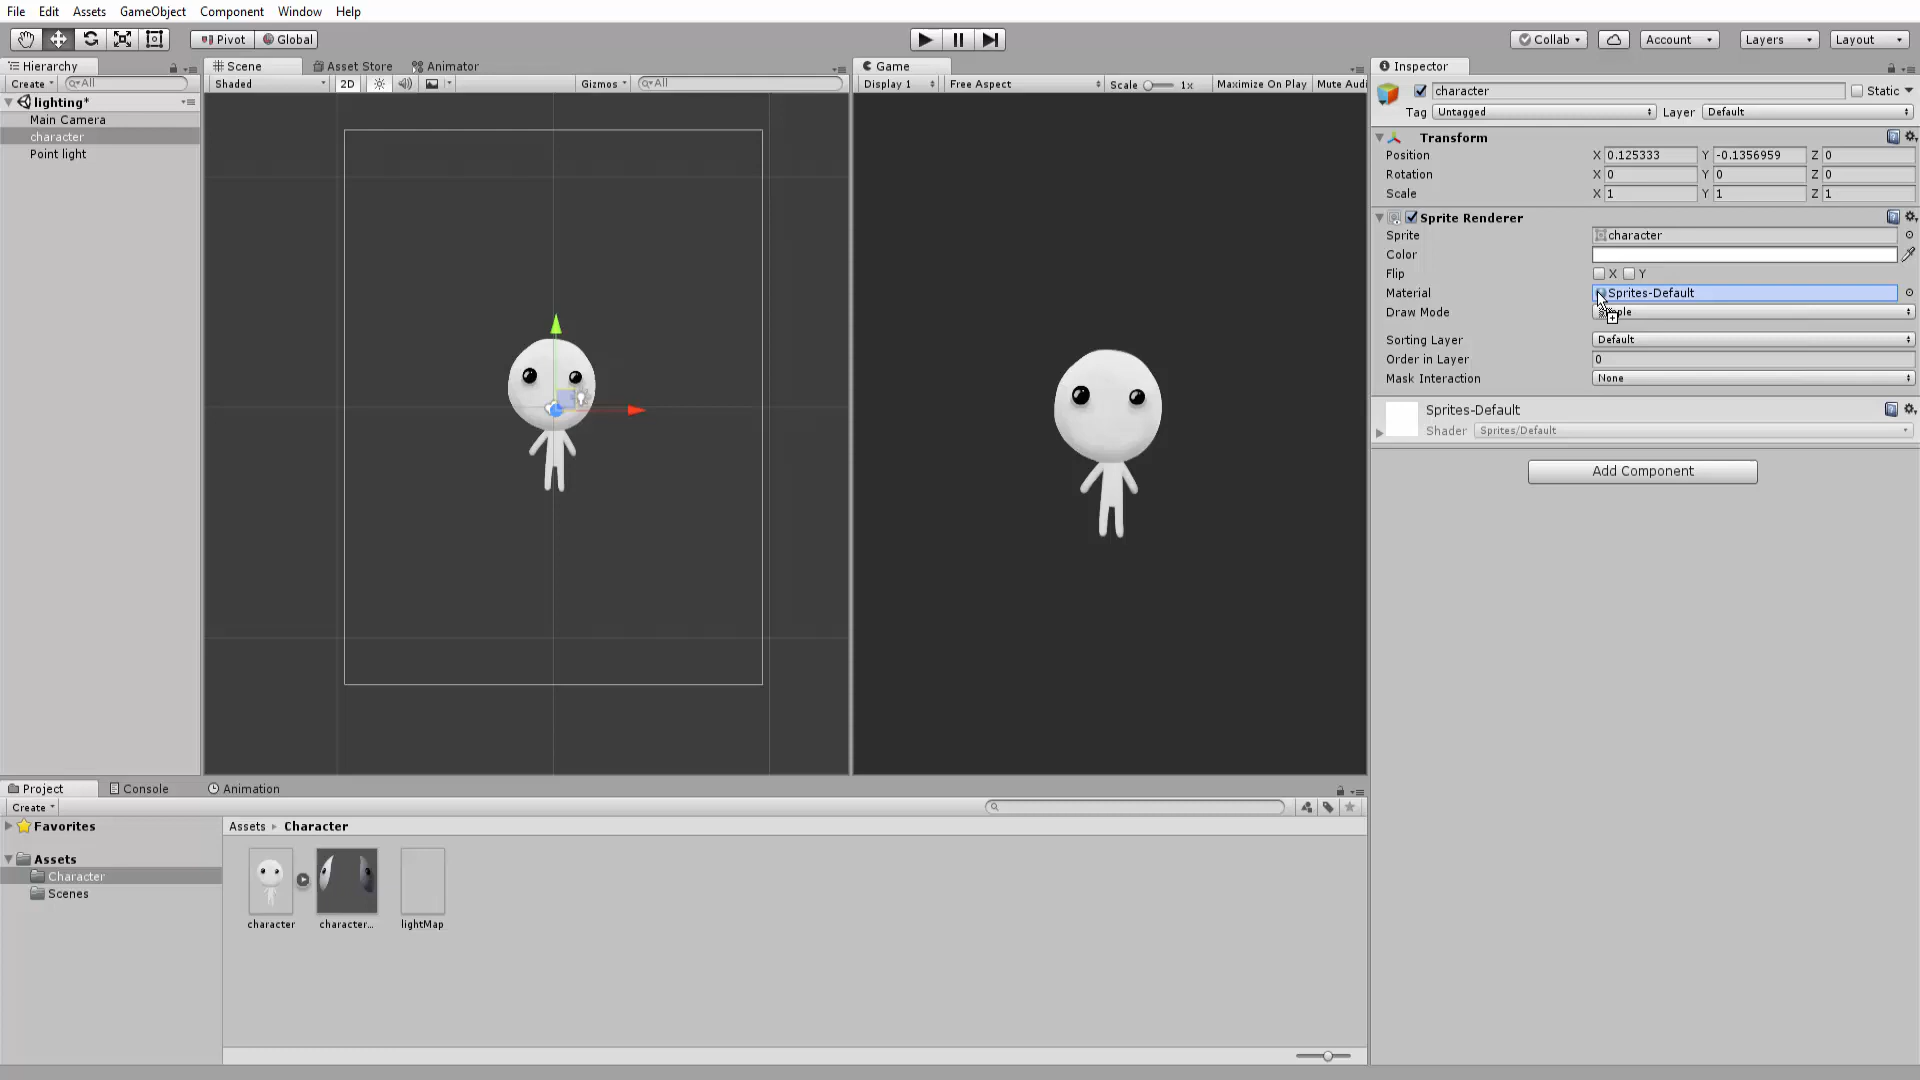 File Edit Assets GameObject Component Window Help
Pivot Global Collab Account Layers Layout
Hierarchy
Create All
lighting*
Main Camera
character
Point light
Scene Asset Store Animator
Shaded 2D Gizmos All
Game
Display 1 Free Aspect Scale 1x Maximize On Play Mute Audi
Inspector
character Static
Tag Untagged Layer Default
Transform
Position X 0.125333 Y -0.1356959 Z 0
Rotation X 0 Y 0 Z 0
Scale X 1 Y 1 Z 1
Sprite Renderer
Sprite character
Color
Flip X Y
Material Sprites-Default
Draw Mode
Sorting Layer Default
Order in Layer 0
Mask Interaction None
Sprites-Default
Shader Sprites/Default
Add Component
Project Console Animation
Create
Favorites
Assets
Character
Scenes
Assets Character
character character... lightMap